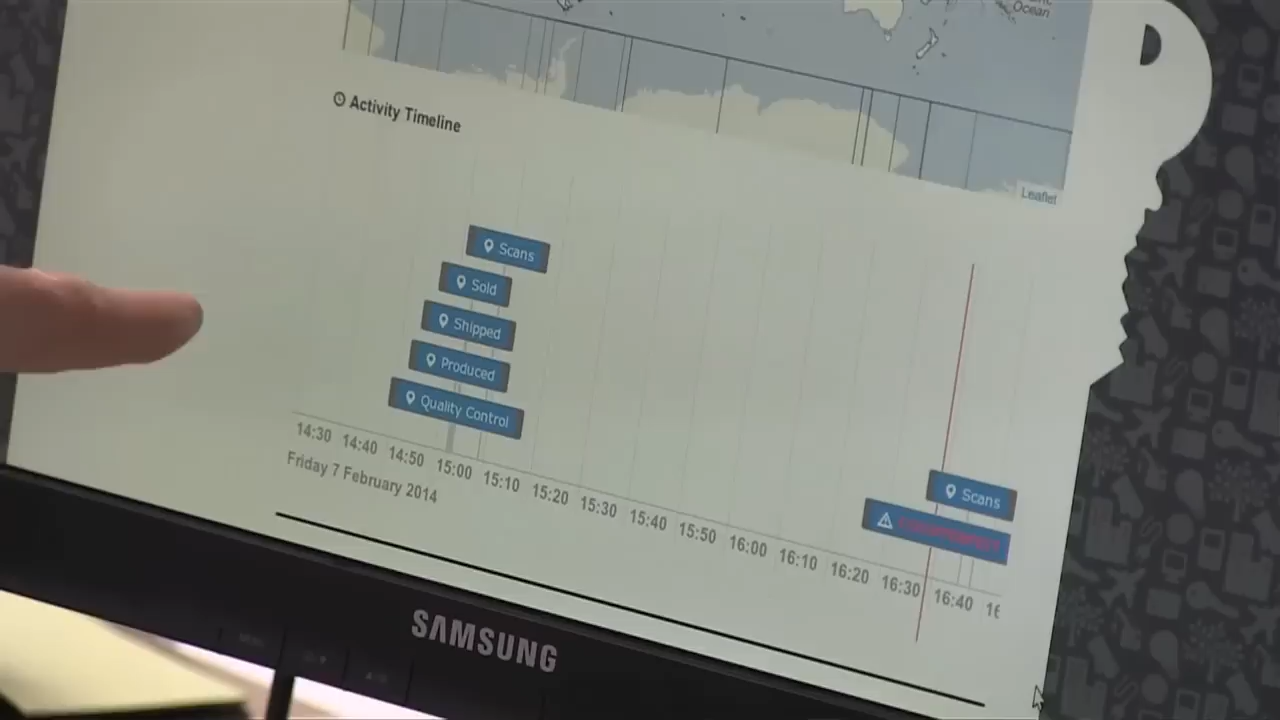 Ocean
Leaflet
Activity Timeline
Scans
Sold
Shipped
Produced
Quality Control
Scans
14:30 14:40 14:50 15:00 15:10 15:20 15:30 15:40 15:50 16:00 16:10 16:20 16:30 16:40
Friday 7 February 2014
SAMSUNG